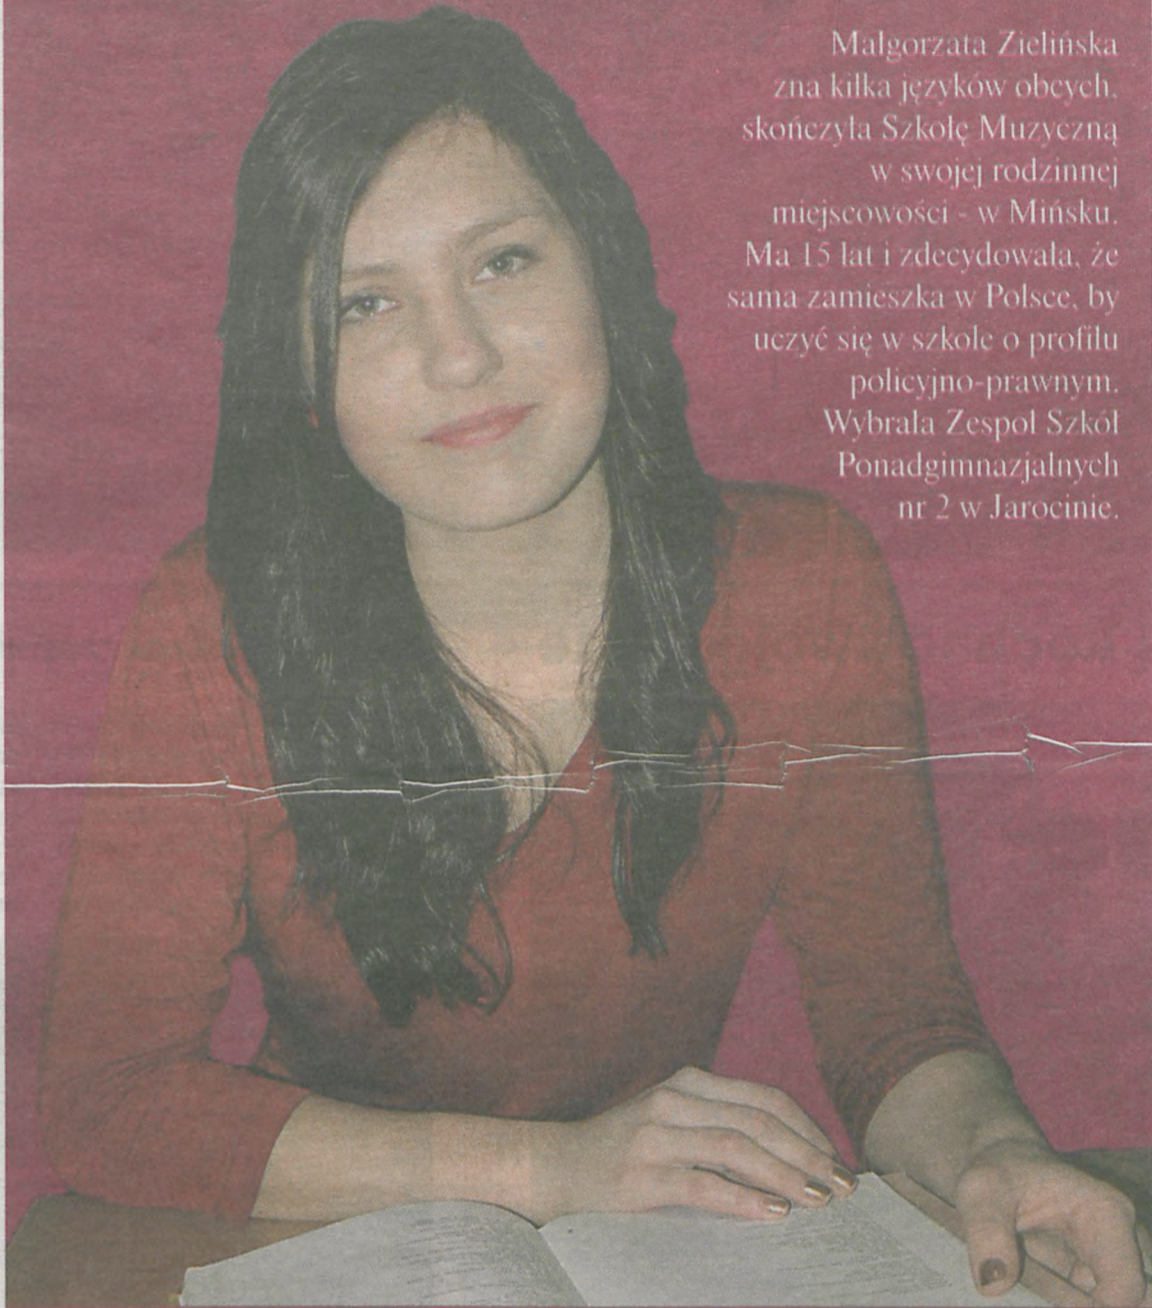 Małgorzata Zielińska
zna kilka języków obcych,
skończyła Szkołę Muzyczną
w swojej rodzinnej
miejscowości - w Mińsku.
Ma 15 lat i zdecydowała, że
sama zamieszka w Polsce, by
uczyć się w szkole o profilu
policyjno-prawnym.
Wybrała Zespół Szkół
Ponadgimnazjalnych
nr 2 w Jarocinie.